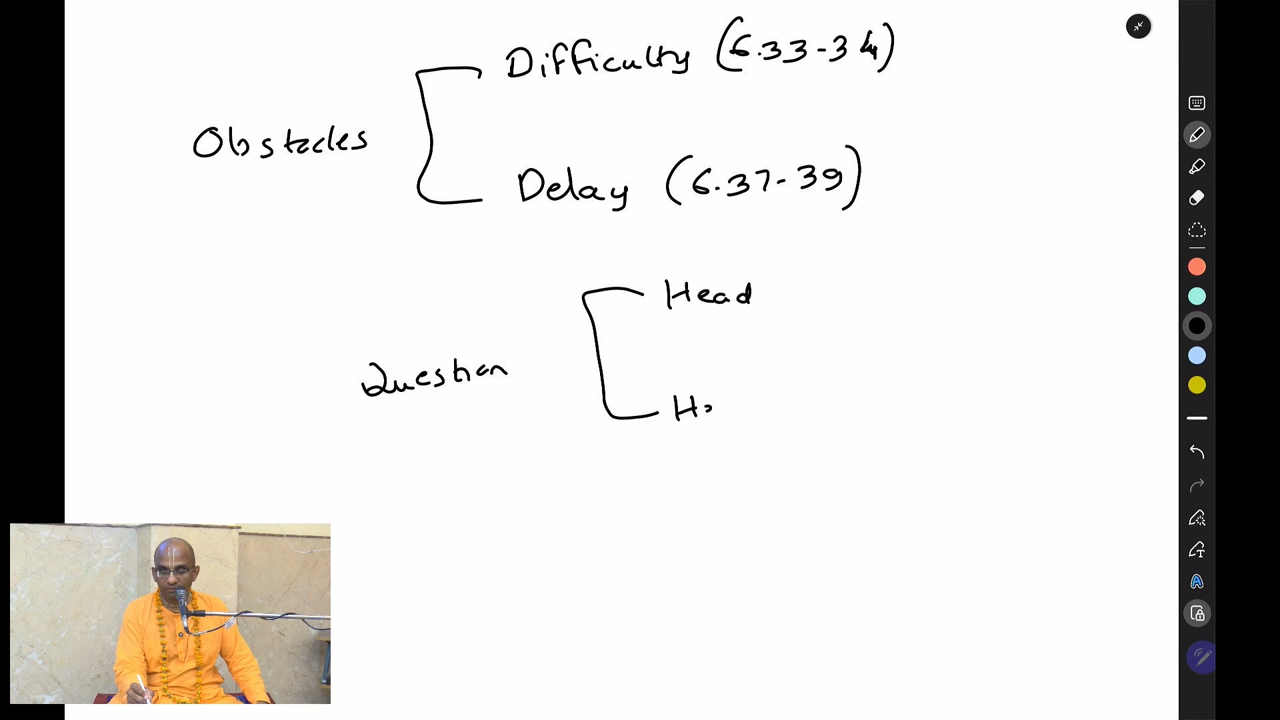 Difficulty (6.33-34)
Obstacles
Delay (6.37-39)
Head
Question
H